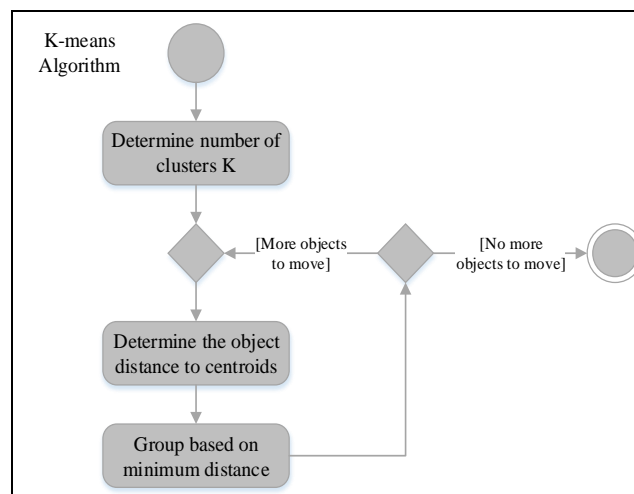 K-means
Algorithm
Determine number of
clusters K
[More objects
to move]
[No more
objects to move]
Determine the object
distance to centroids
Group based on
minimum distance